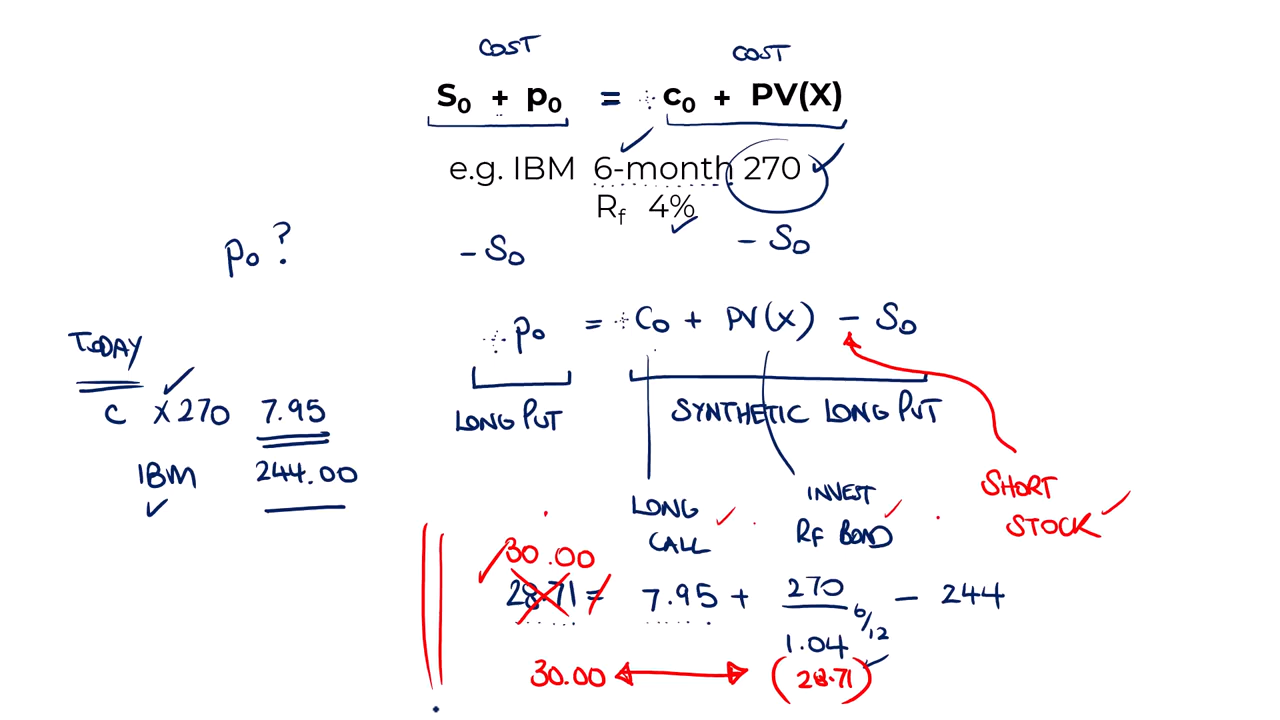 COST COST
S₀ + p₀ = c₀ + PV(X)
e.g. IBM 6-month 270
Rf 4%
p₀ ? - S₀ - S₀
p₀ = C₀ + PV(X) - S₀
TODAY
C X270 7.95
IBM 244.00
LONG PUT SYNTHETIC LONG PUT
LONG CALL
INVEST RF BOND
SHORT STOCK
30.00
28.71 = 7.95 + 270 / 1.04^6/12 - 244
30.00 (28.71)